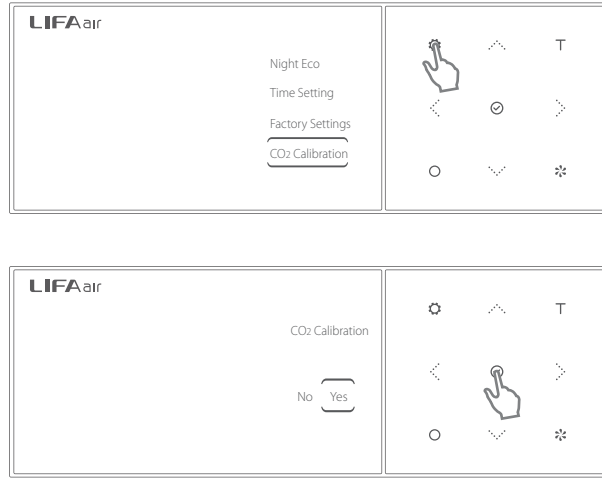 LIFAair
T
Night Eco
Time Setting
Factory Settings
CO2 Calibration
LIFAair
T
CO2 Calibration
No Yes